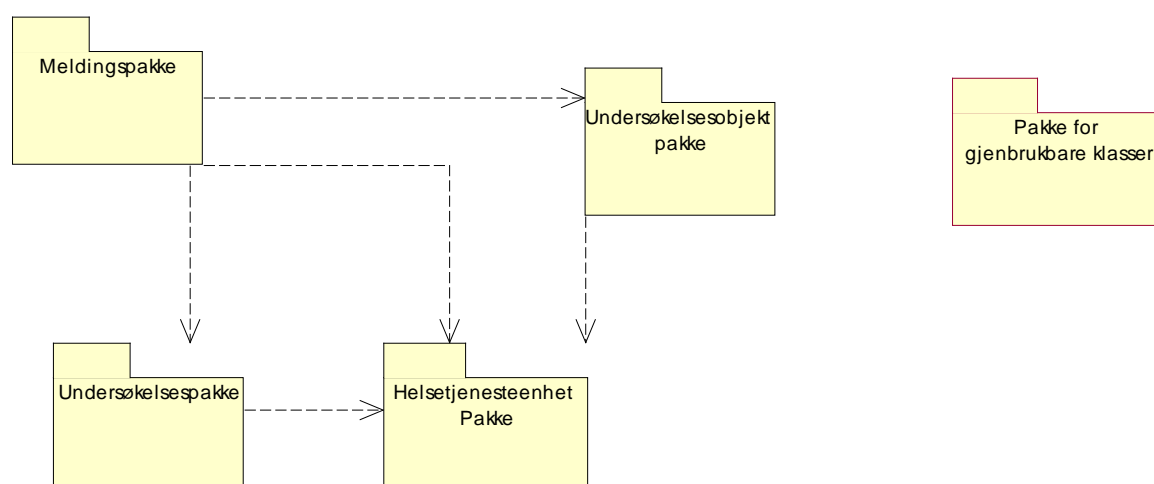 Meldingspakke
Undersøkelsesobjekt
pakke
Pakke for
gjenbrukbare klasser
Undersøkelsespakke
Helsetjenesteenhet
Pakke